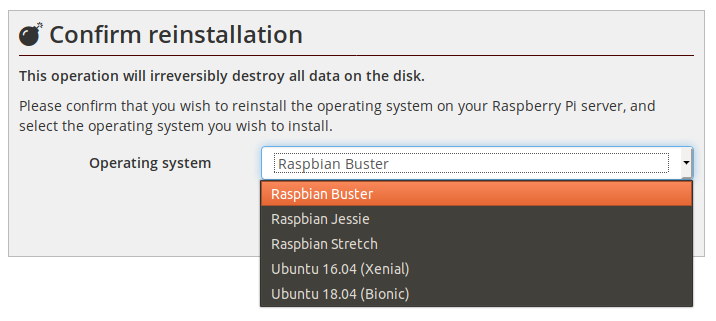 Confirm reinstallation
This operation will irreversibly destroy all data on the disk.
Please confirm that you wish to reinstall the operating system on your Raspberry Pi server, and
select the operating system you wish to install.
Operating system
Raspbian Buster
Raspbian Buster
Raspbian Jessie
Raspbian Stretch
Ubuntu 16.04 (Xenial)
Ubuntu 18.04 (Bionic)